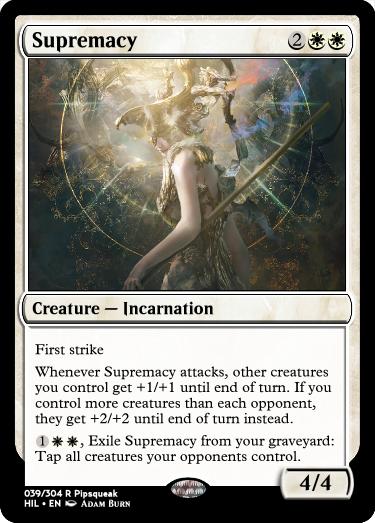 Supremacy 2
Creature — Incarnation
First strike
Whenever Supremacy attacks, other creatures
you control get +1/+1 until end of turn. If you
control more creatures than each opponent,
they get +2/+2 until end of turn instead.
1, Exile Supremacy from your graveyard:
Tap all creatures your opponents control.
4/4
039/304 R Pipsqueak
HIL • EN Adam Burn